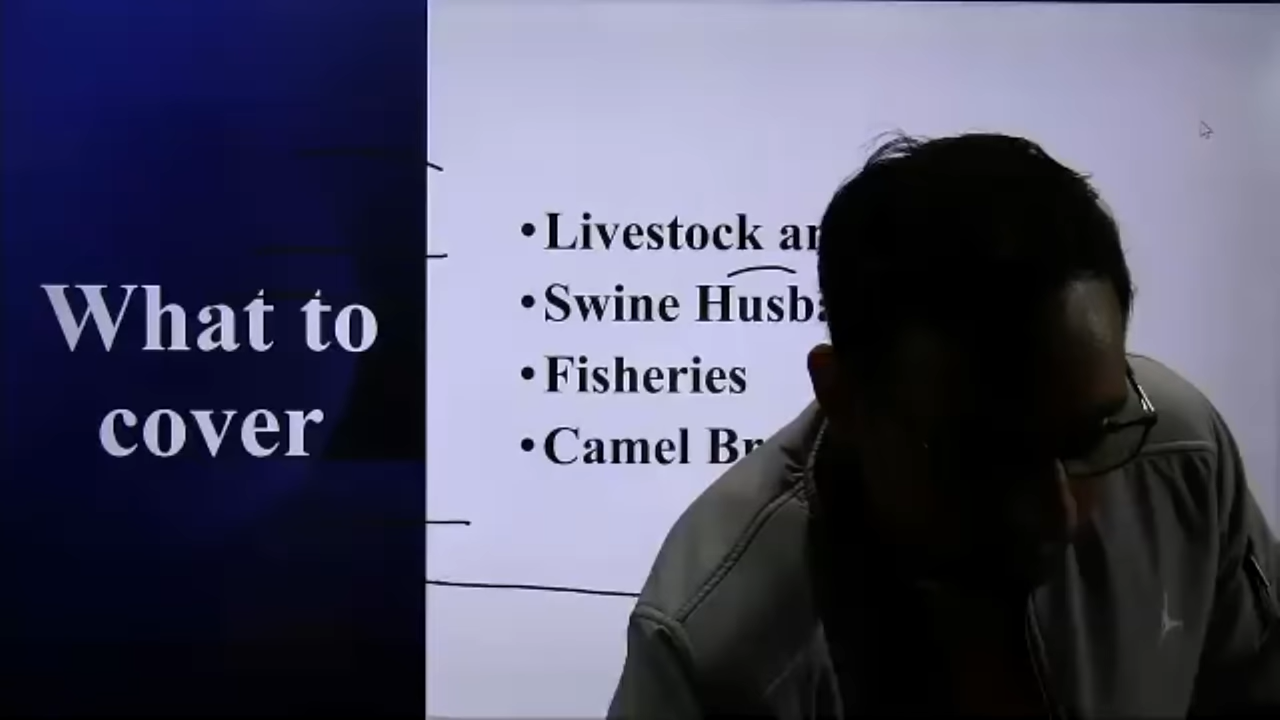 What to
cover
• Livestock
• Swine
• Fisheries
• Camel